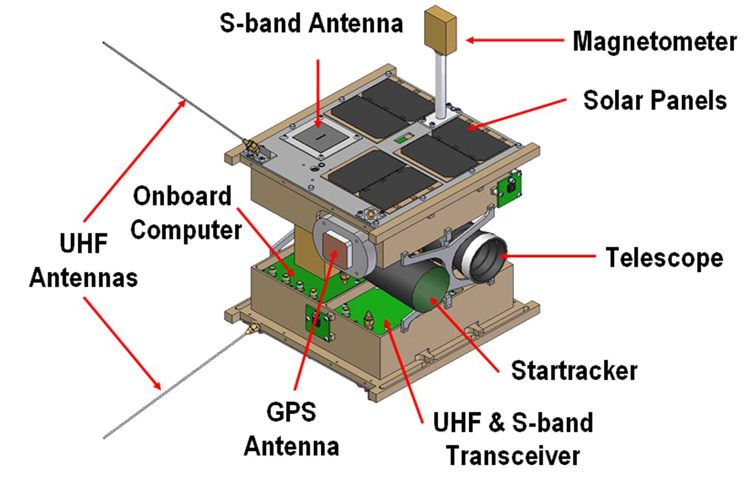 S-band Antenna
Magnetometer
Solar Panels
Onboard
Computer
UHF
Antennas
Telescope
Startracker
GPS
Antenna
UHF & S-band
Transceiver